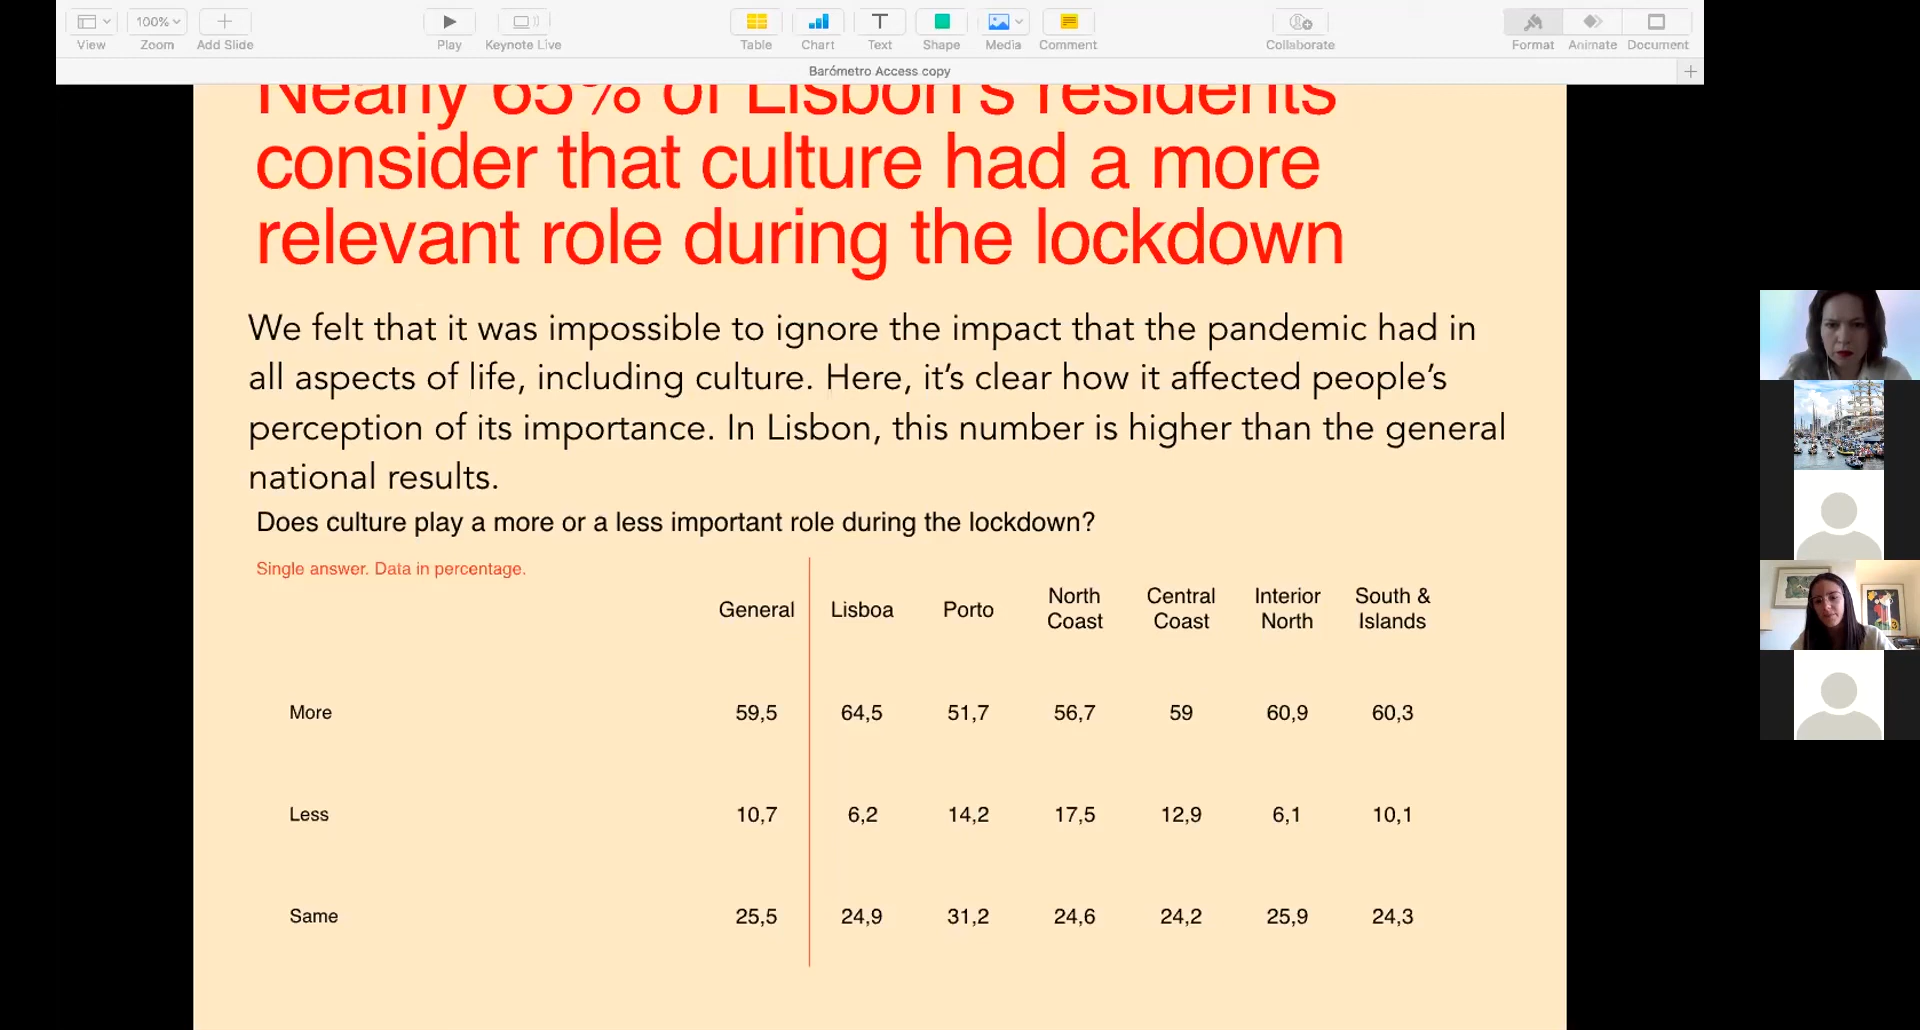 View
100%
Zoom
Add Slide
Play
Keynote Live
Table
Chart
Text
Shape
Media
Comment
Collaborate
Format
Animate
Document
Barómetro Access copy
Nearly 65% of Lisbon's residents
consider that culture had a more
relevant role during the lockdown
We felt that it was impossible to ignore the impact that the pandemic had in
all aspects of life, including culture. Here, it's clear how it affected people's
perception of its importance. In Lisbon, this number is higher than the general
national results.
Does culture play a more or a less important role during the lockdown?
Single answer. Data in percentage.
General Lisboa Porto North Coast Central Coast Interior North South & Islands
More 59,5 64,5 51,7 56,7 59 60,9 60,3
Less 10,7 6,2 14,2 17,5 12,9 6,1 10,1
Same 25,5 24,9 31,2 24,6 24,2 25,9 24,3